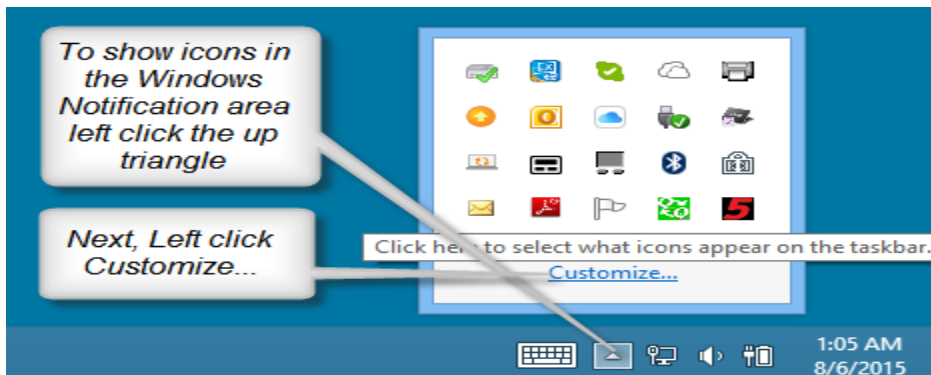 To show icons in
the Windows
Notification area
left click the up
triangle
Next, Left click
Customize...
Click here to select what icons appear on the taskbar.
Customize...
1:05 AM
8/6/2015